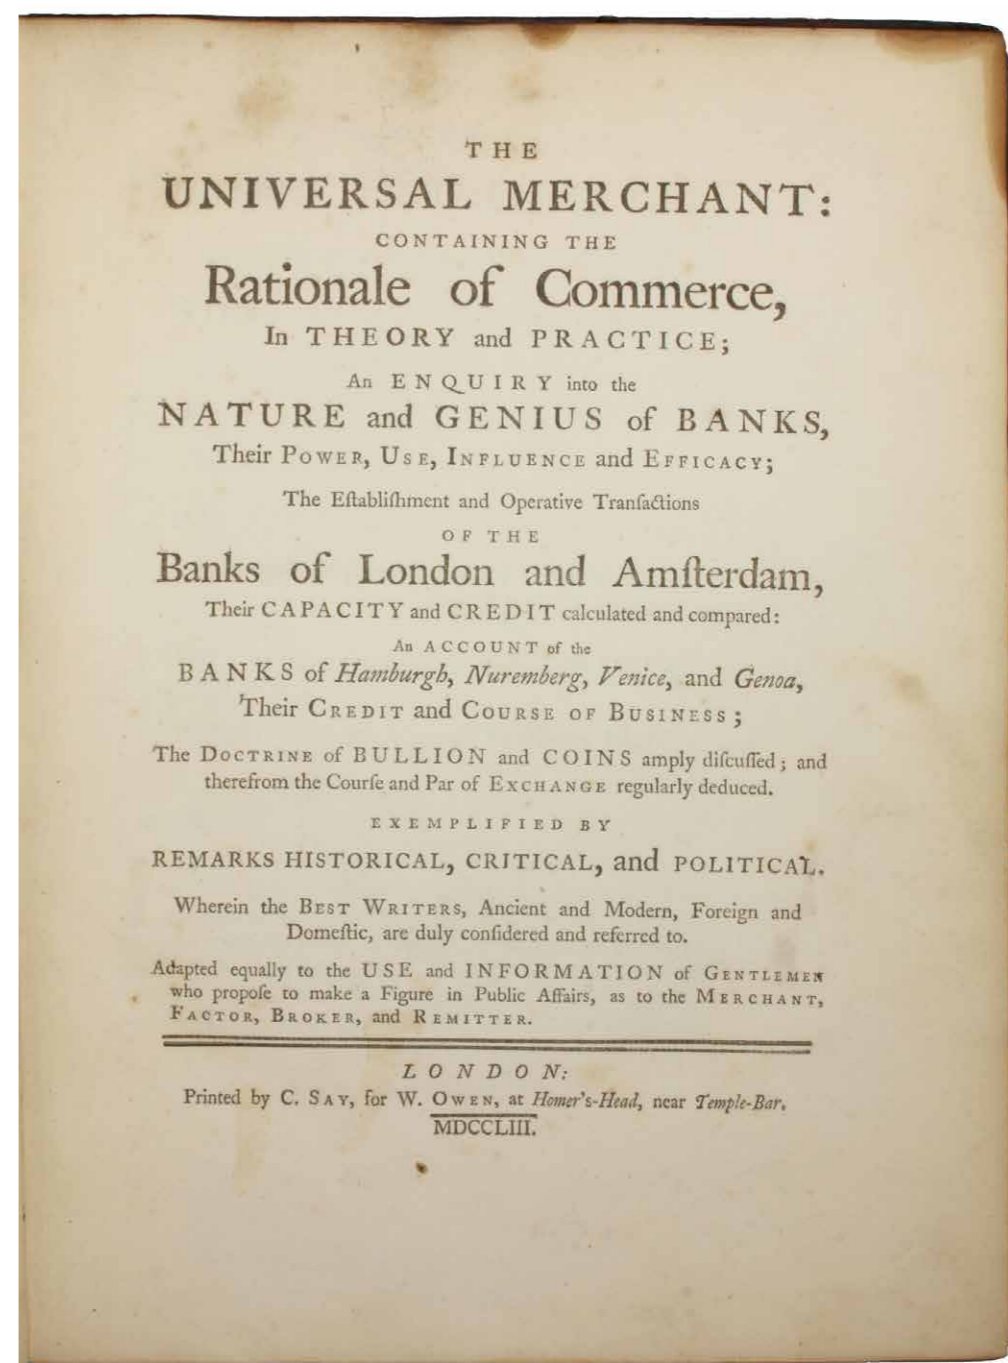 THE
UNIVERSAL MERCHANT:
CONTAINING THE
Rationale of Commerce,
In THEORY and PRACTICE;
An ENQUIRY into the
NATURE and GENIUS of BANKS,
Their POWER, USE, INFLUENCE and EFFICACY;
The Eſtabliſhment and Operative Tranſactions
OF THE
Banks of London and Amſterdam,
Their CAPACITY and CREDIT calculated and compared:
An ACCOUNT of the
BANKS of Hamburgh, Nuremberg, Venice, and Genoa,
Their CREDIT and COURSE OF BUSINESS;
The DOCTRINE of BULLION and COINS amply diſcuſſed; and
therefrom the Courſe and Par of EXCHANGE regularly deduced.
EXEMPLIFIED BY
REMARKS HISTORICAL, CRITICAL, and POLITICAL.
Wherein the BEST WRITERS, Ancient and Modern, Foreign and
Domeſtic, are duly conſidered and referred to.
Adapted equally to the USE and INFORMATION of GENTLEMEN
who propoſe to make a Figure in Public Affairs, as to the MERCHANT,
FACTOR, BROKER, and REMITTER.
LONDON:
Printed by C. SAY, for W. OWEN, at Homer's-Head, near Temple-Bar.
MDCCLIII.